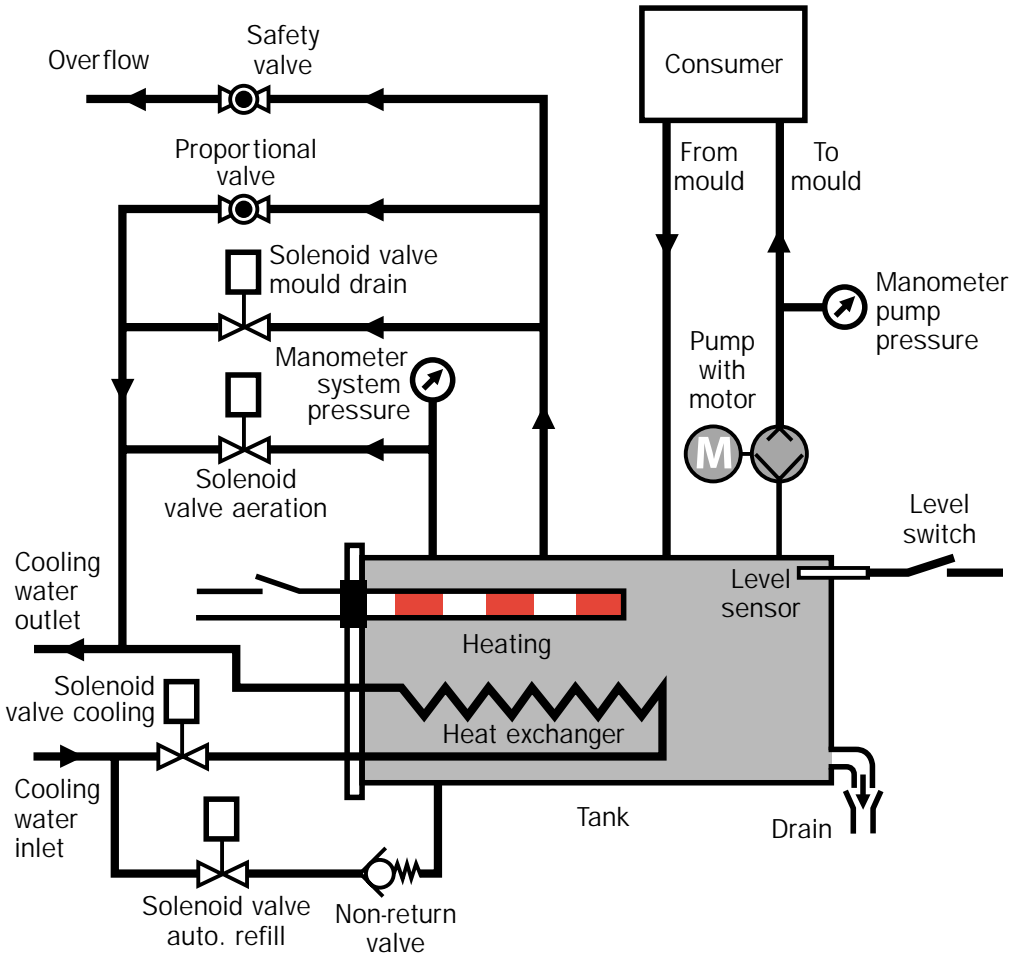 Safety
valve
Overflow
Consumer
Proportional
valve
From
mould
To
mould
Solenoid valve
mould drain
Manometer
pump
pressure
Manometer
system
pressure
Pump
with
motor
M
Solenoid
valve aeration
Level
switch
Cooling
water
outlet
Level
sensor
Heating
Solenoid
valve cooling
Heat exchanger
Cooling
water
inlet
Tank
Drain
Solenoid valve
auto. refill
Non-return
valve